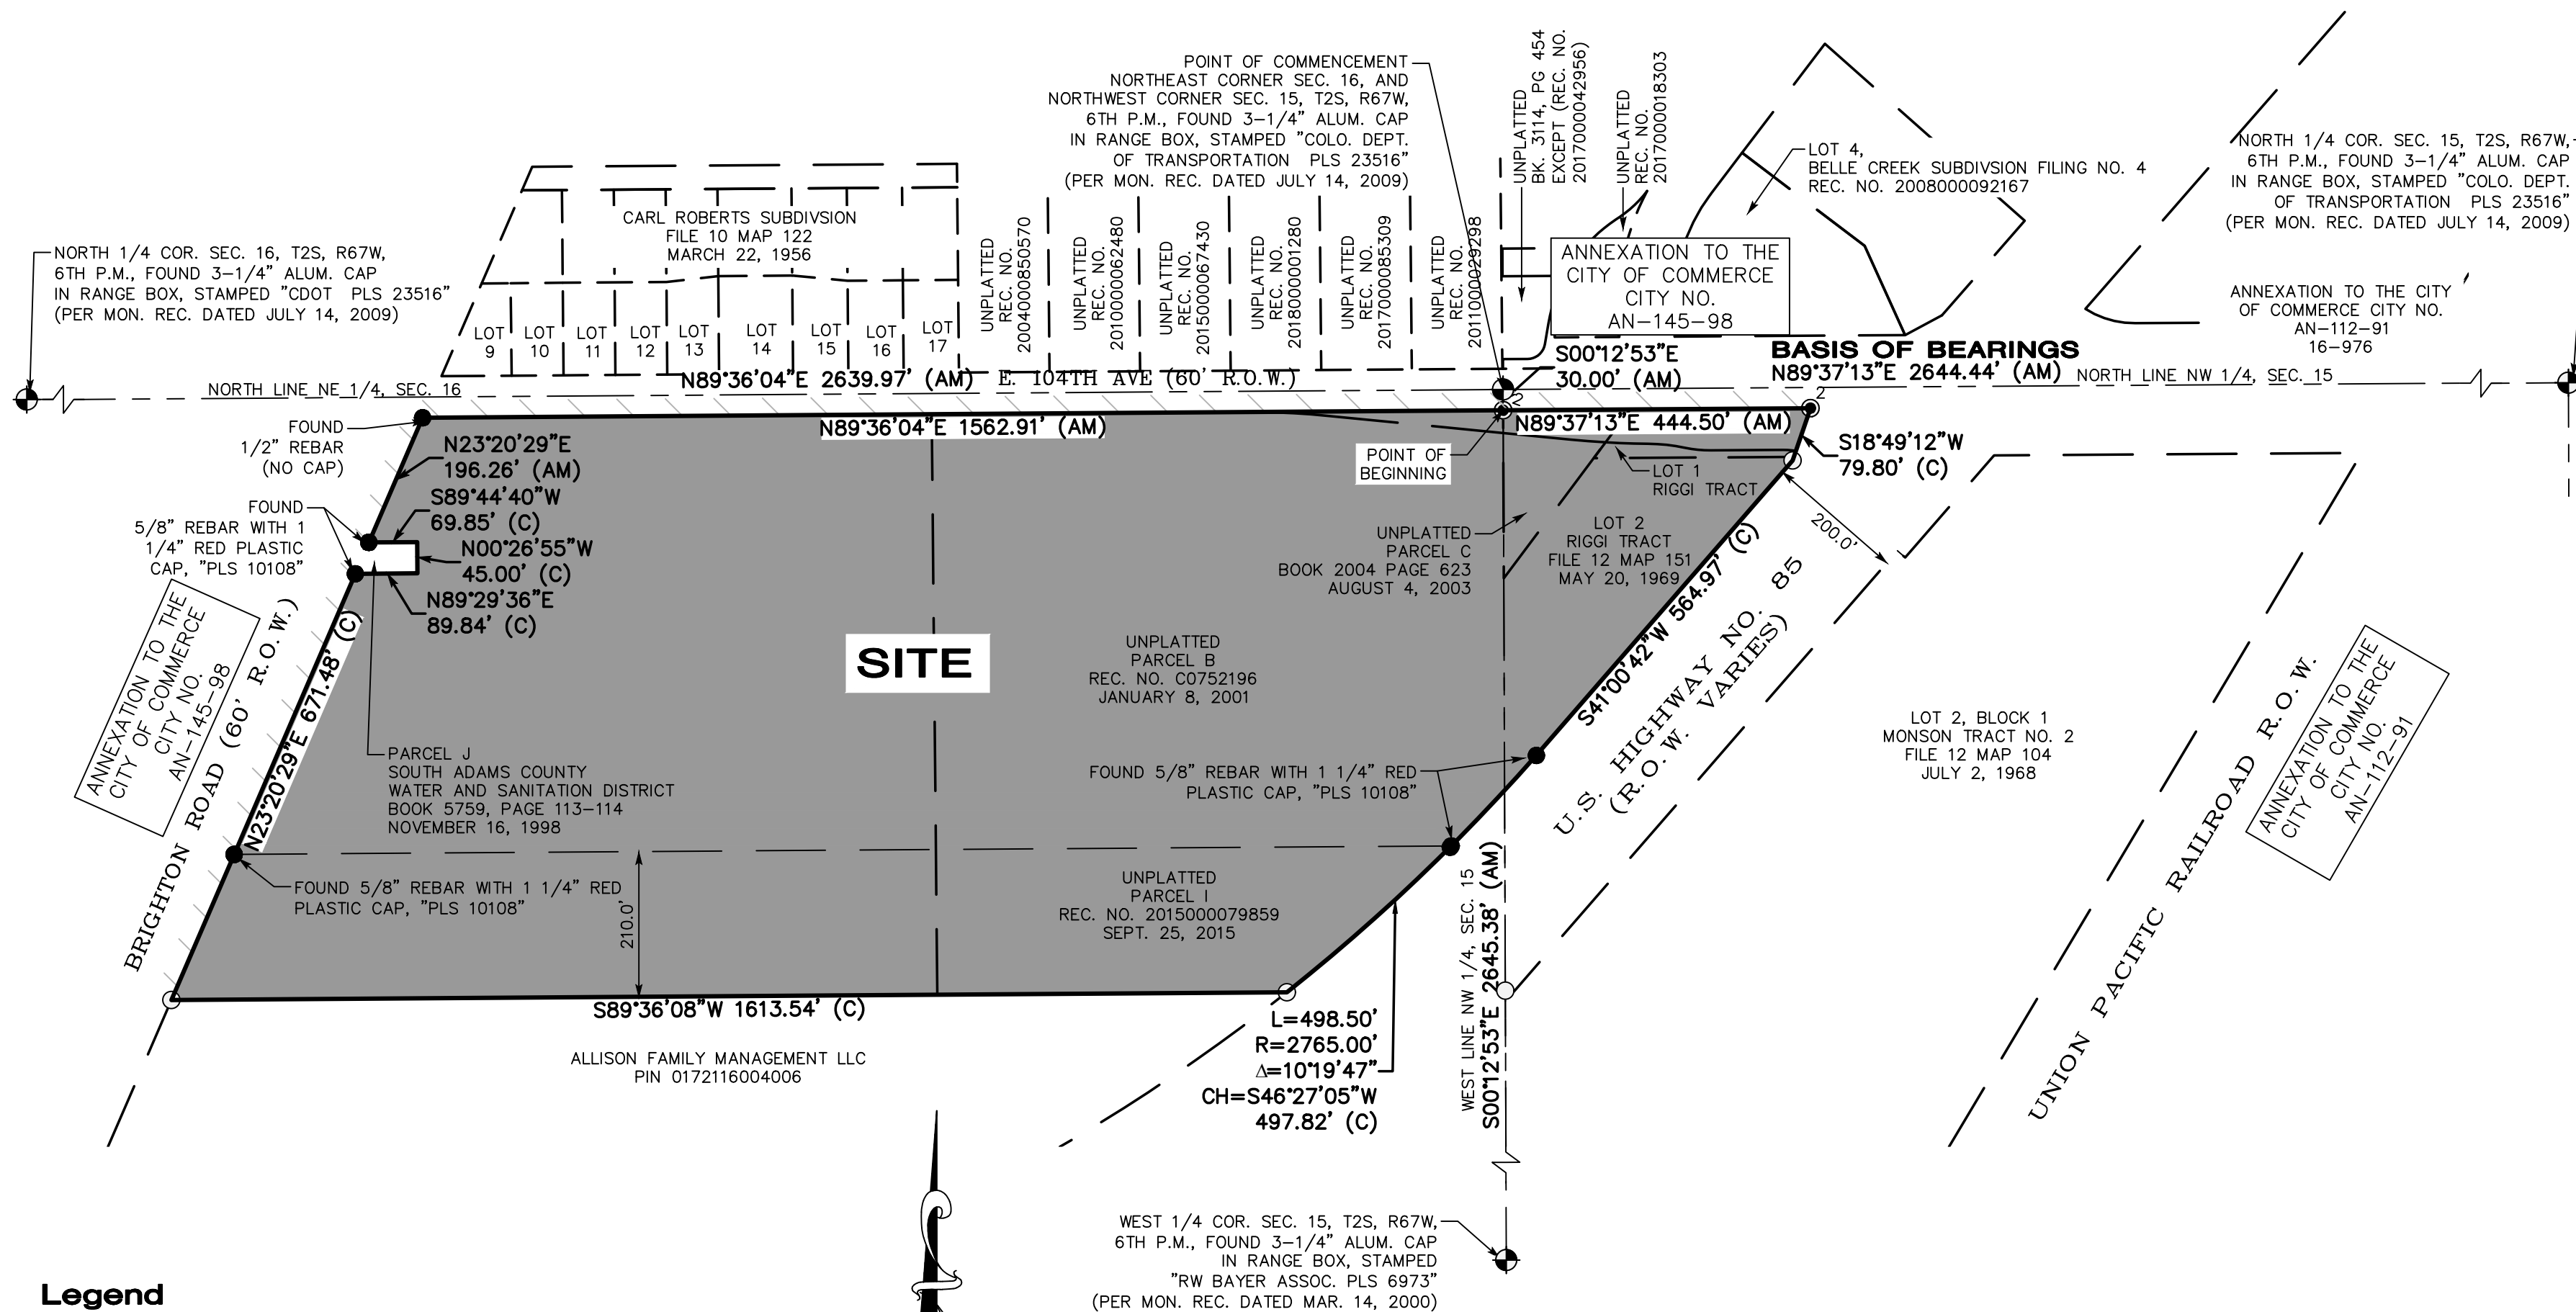 POINT OF COMMENCEMENT
NORTHEAST CORNER SEC. 16, AND
NORTHWEST CORNER SEC. 15, T2S, R67W,
6TH P.M., FOUND 3-1/4" ALUM. CAP
IN RANGE BOX, STAMPED "COLO. DEPT.
OF TRANSPORTATION PLS 23516"
(PER MON. REC. DATED JULY 14, 2009)
UNPLATTED
BK. 3114, PG 454
EXCEPT (REC. NO.
2017000042956)
UNPLATTED
REC. NO.
2017000018303
LOT 4,
BELLE CREEK SUBDIVSION FILING NO. 4
REC. NO. 2008000092167
NORTH 1/4 COR. SEC. 15, T2S, R67W,
6TH P.M., FOUND 3-1/4" ALUM. CAP
IN RANGE BOX, STAMPED "COLO. DEPT.
OF TRANSPORTATION PLS 23516"
(PER MON. REC. DATED JULY 14, 2009)
NORTH 1/4 COR. SEC. 16, T2S, R67W,
6TH P.M., FOUND 3-1/4" ALUM. CAP
IN RANGE BOX, STAMPED "CDOT PLS 23516"
(PER MON. REC. DATED JULY 14, 2009)
CARL ROBERTS SUBDIVSION
FILE 10 MAP 122
MARCH 22, 1956
LOT
9
LOT
10
LOT
11
LOT
12
LOT
13
LOT
14
LOT
15
LOT
16
LOT
17
UNPLATTED
REC. NO.
2004000850570
UNPLATTED
REC. NO.
2010000062480
UNPLATTED
REC. NO.
2015000067430
UNPLATTED
REC. NO.
2018000001280
UNPLATTED
REC. NO.
2017000085309
UNPLATTED
REC. NO.
2011000029298
ANNEXATION TO THE
CITY OF COMMERCE
CITY NO.
AN-145-98
ANNEXATION TO THE CITY
OF COMMERCE CITY NO.
AN-112-91
16-976
S00°12'53"E
30.00' (AM)
BASIS OF BEARINGS
N89°37'13"E 2644.44' (AM)
NORTH LINE NW 1/4, SEC. 15
NORTH LINE NE 1/4, SEC. 16
N89°36'04"E 2639.97' (AM)
E. 104TH AVE (60' R.O.W.)
2
2
N89°36'04"E 1562.91' (AM)
N89°37'13"E 444.50' (AM)
FOUND
1/2" REBAR
(NO CAP)
N23°20'29"E
196.26' (AM)
S89°44'40"W
69.85' (C)
N00°26'55"W
45.00' (C)
N89°29'36"E
89.84' (C)
FOUND
5/8" REBAR WITH 1
1/4" RED PLASTIC
CAP, "PLS 10108"
POINT OF
BEGINNING
LOT 1
RIGGI TRACT
S18°49'12"W
79.80' (C)
200.0'
UNPLATTED
PARCEL C
BOOK 2004 PAGE 623
AUGUST 4, 2003
LOT 2
RIGGI TRACT
FILE 12 MAP 151
MAY 20, 1969
S41°00'42"W 564.97' (C)
U.S. HIGHWAY NO. 85
(R.O.W. VARIES)
ANNEXATION TO THE
CITY OF COMMERCE
CITY NO.
AN-145-98
BRIGHTON ROAD (60' R.O.W.)
N23°20'29"E 671.48' (C)
SITE
UNPLATTED
PARCEL B
REC. NO. C0752196
JANUARY 8, 2001
PARCEL J
SOUTH ADAMS COUNTY
WATER AND SANITATION DISTRICT
BOOK 5759, PAGE 113-114
NOVEMBER 16, 1998
FOUND 5/8" REBAR WITH 1 1/4" RED
PLASTIC CAP, "PLS 10108"
LOT 2, BLOCK 1
MONSON TRACT NO. 2
FILE 12 MAP 104
JULY 2, 1968
UNION PACIFIC RAILROAD R.O.W.
ANNEXATION TO THE
CITY OF COMMERCE
CITY NO.
AN-112-91
FOUND 5/8" REBAR WITH 1 1/4" RED
PLASTIC CAP, "PLS 10108"
210.0'
UNPLATTED
PARCEL I
REC. NO. 2015000079859
SEPT. 25, 2015
WEST LINE NW 1/4, SEC. 15
S00°12'53"E 2645.38' (AM)
S89°36'08"W 1613.54' (C)
L=498.50'
R=2765.00'
Δ=10°19'47"
CH=S46°27'05"W
497.82' (C)
ALLISON FAMILY MANAGEMENT LLC
PIN 0172116004006
WEST 1/4 COR. SEC. 15, T2S, R67W,
6TH P.M., FOUND 3-1/4" ALUM. CAP
IN RANGE BOX, STAMPED
"RW BAYER ASSOC. PLS 6973"
(PER MON. REC. DATED MAR. 14, 2000)
Legend